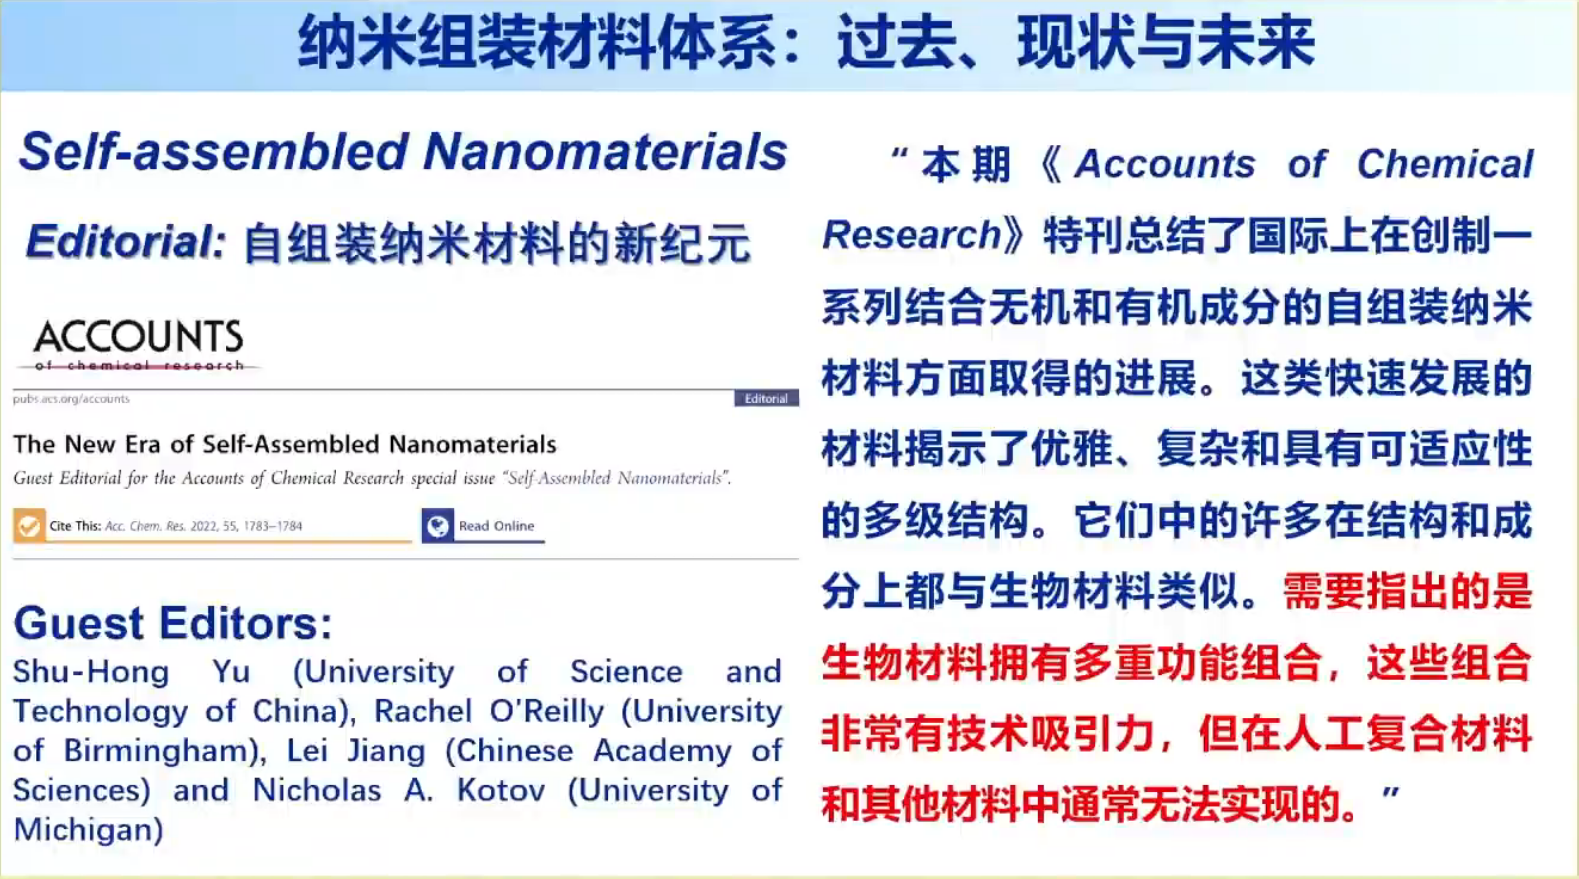 纳米组装材料体系：过去、现状与未来
Self-assembled Nanomaterials
Editorial: 自组装纳米材料的新纪元
ACCOUNTS
of chemical research
pubs.acs.org/accounts
Editorial
The New Era of Self-Assembled Nanomaterials
Guest Editorial for the Accounts of Chemical Research special issue “Self-Assembled Nanomaterials”.
Cite This: Acc. Chem. Res. 2022, 55, 1783–1784
Read Online
Guest Editors:
Shu-Hong Yu (University of Science and
Technology of China), Rachel O'Reilly (University
of Birmingham), Lei Jiang (Chinese Academy of
Sciences) and Nicholas A. Kotov (University of
Michigan)
“本期《Accounts of Chemical
Research》特刊总结了国际上在创制一
系列结合无机和有机成分的自组装纳米
材料方面取得的进展。这类快速发展的
材料揭示了优雅、复杂和具有可适应性
的多级结构。它们中的许多在结构和成
分上都与生物材料类似。需要指出的是
生物材料拥有多重功能组合，这些组合
非常有技术吸引力，但在人工复合材料
和其他材料中通常无法实现的。”